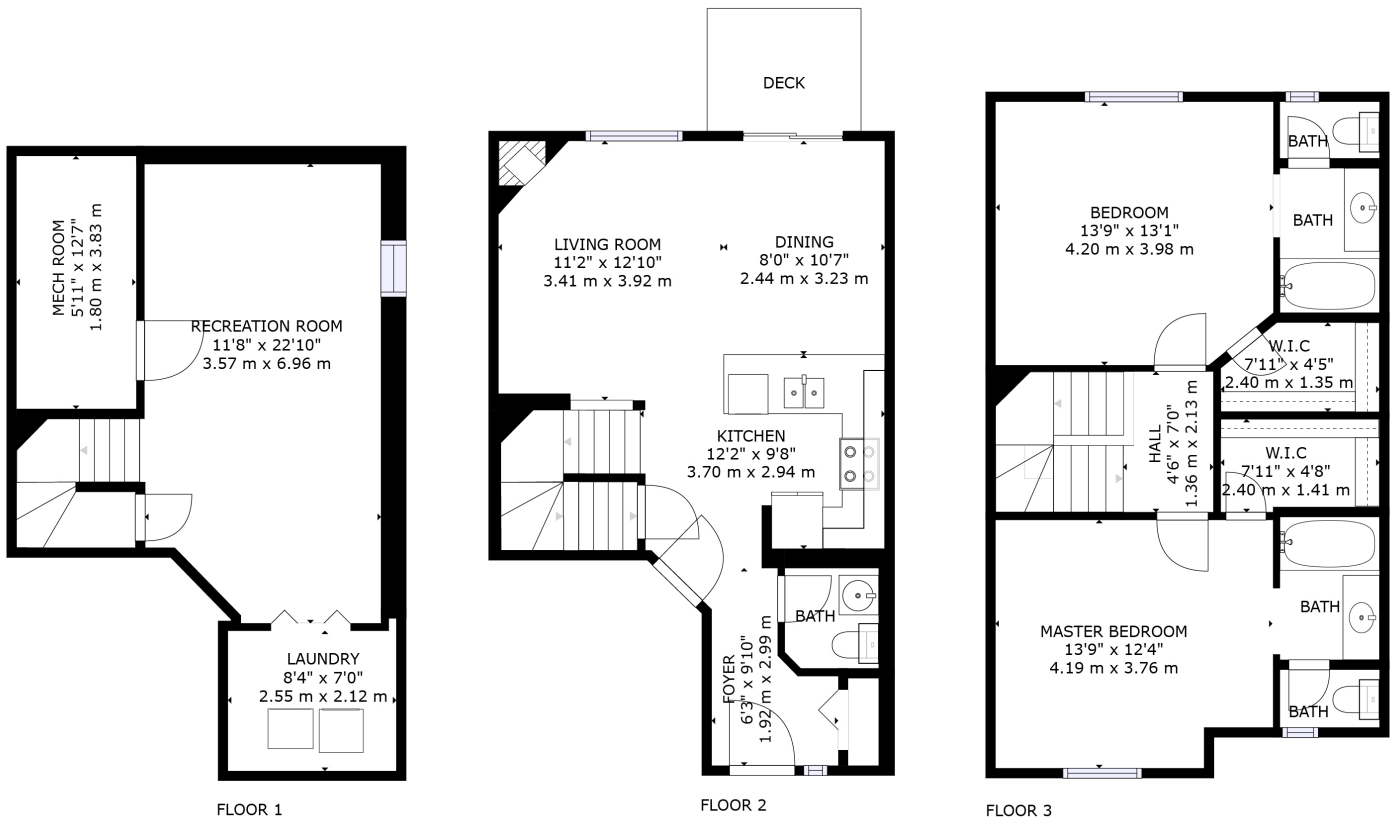 MECH ROOM
5'11" x 12'7"
1.80 m x 3.83 m
RECREATION ROOM
11'8" x 22'10"
3.57 m x 6.96 m
LAUNDRY
8'4" x 7'0"
2.55 m x 2.12 m
FLOOR 1
DECK
LIVING ROOM
11'2" x 12'10"
3.41 m x 3.92 m
DINING
8'0" x 10'7"
2.44 m x 3.23 m
KITCHEN
12'2" x 9'8"
3.70 m x 2.94 m
BATH
FOYER
6'3" x 9'10"
1.92 m x 2.99 m
FLOOR 2
BEDROOM
13'9" x 13'1"
4.20 m x 3.98 m
BATH
BATH
W.I.C
7'11" x 4'5"
2.40 m x 1.35 m
HALL
4'6" x 7'0"
1.36 m x 2.13 m
W.I.C
7'11" x 4'8"
2.40 m x 1.41 m
MASTER BEDROOM
13'9" x 12'4"
4.19 m x 3.76 m
BATH
BATH
FLOOR 3